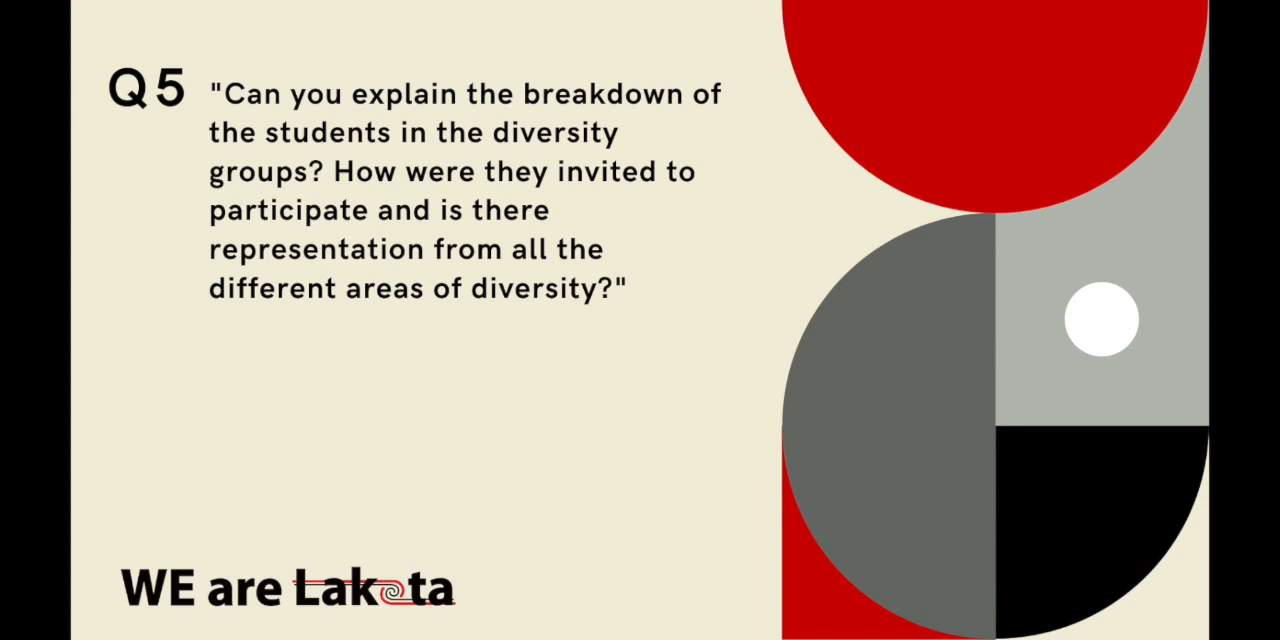 Q5
"Can you explain the breakdown of
the students in the diversity
groups? How were they invited to
participate and is there
representation from all the
different areas of diversity?"
WE are Lakota